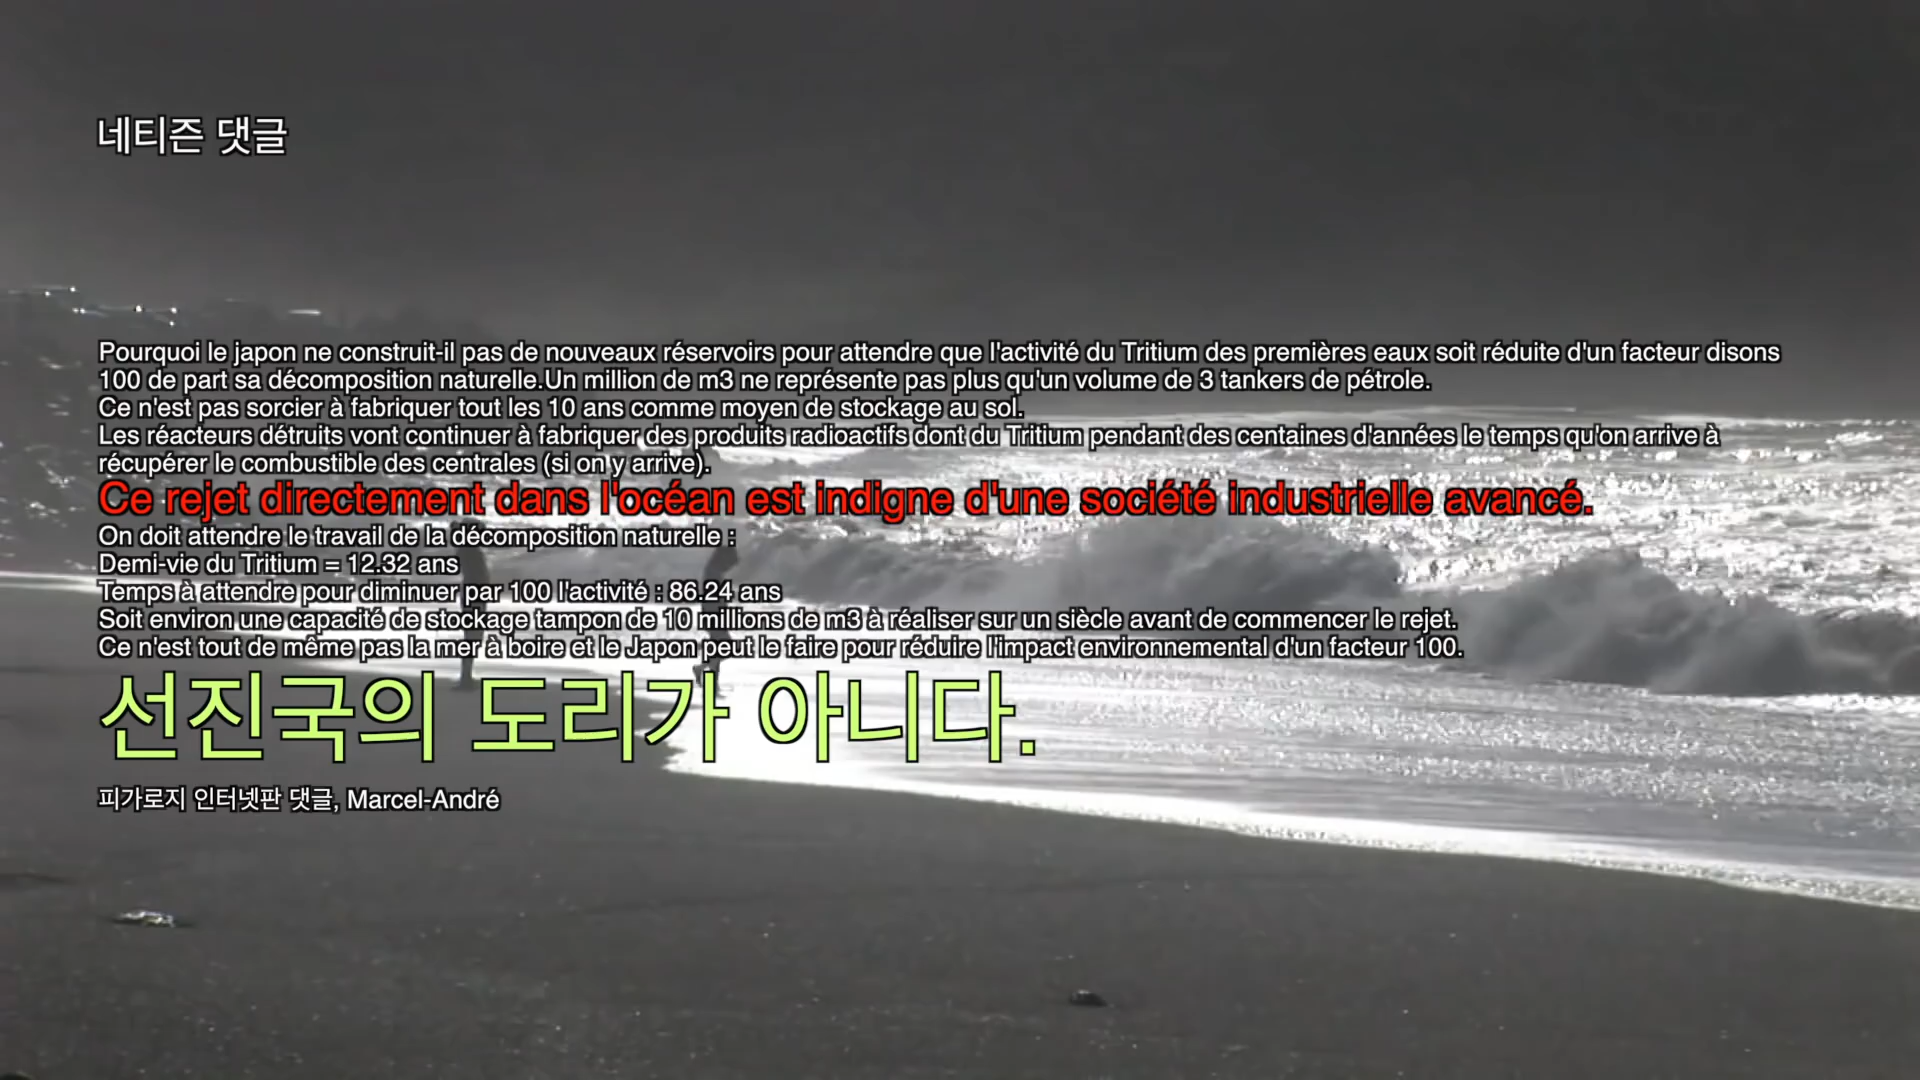 네티즌 댓글
Pourquoi le japon ne construit-il pas de nouveaux réservoirs pour attendre que l'activité du Tritium des premières eaux soit réduite d'un facteur disons
100 de part sa décomposition naturelle.Un million de m3 ne représente pas plus qu'un volume de 3 tankers de pétrole.
Ce n'est pas sorcier à fabriquer tout les 10 ans comme moyen de stockage au sol.
Les réacteurs détruits vont continuer à fabriquer des produits radioactifs dont du Tritium pendant des centaines d'années le temps qu'on arrive à
récupérer le combustible des centrales (si on y arrive).
Ce rejet directement dans l'océan est indigne d'une société industrielle avancé.
On doit attendre le travail de la décomposition naturelle :
Demi-vie du Tritium = 12.32 ans
Temps à attendre pour diminuer par 100 l'activité : 86.24 ans
Soit environ une capacité de stockage tampon de 10 millions de m3 à réaliser sur un siècle avant de commencer le rejet.
Ce n'est tout de même pas la mer à boire et le Japon peut le faire pour réduire l'impact environnemental d'un facteur 100.
선진국의 도리가 아니다.
피가로지 인터넷판 댓글, Marcel-André